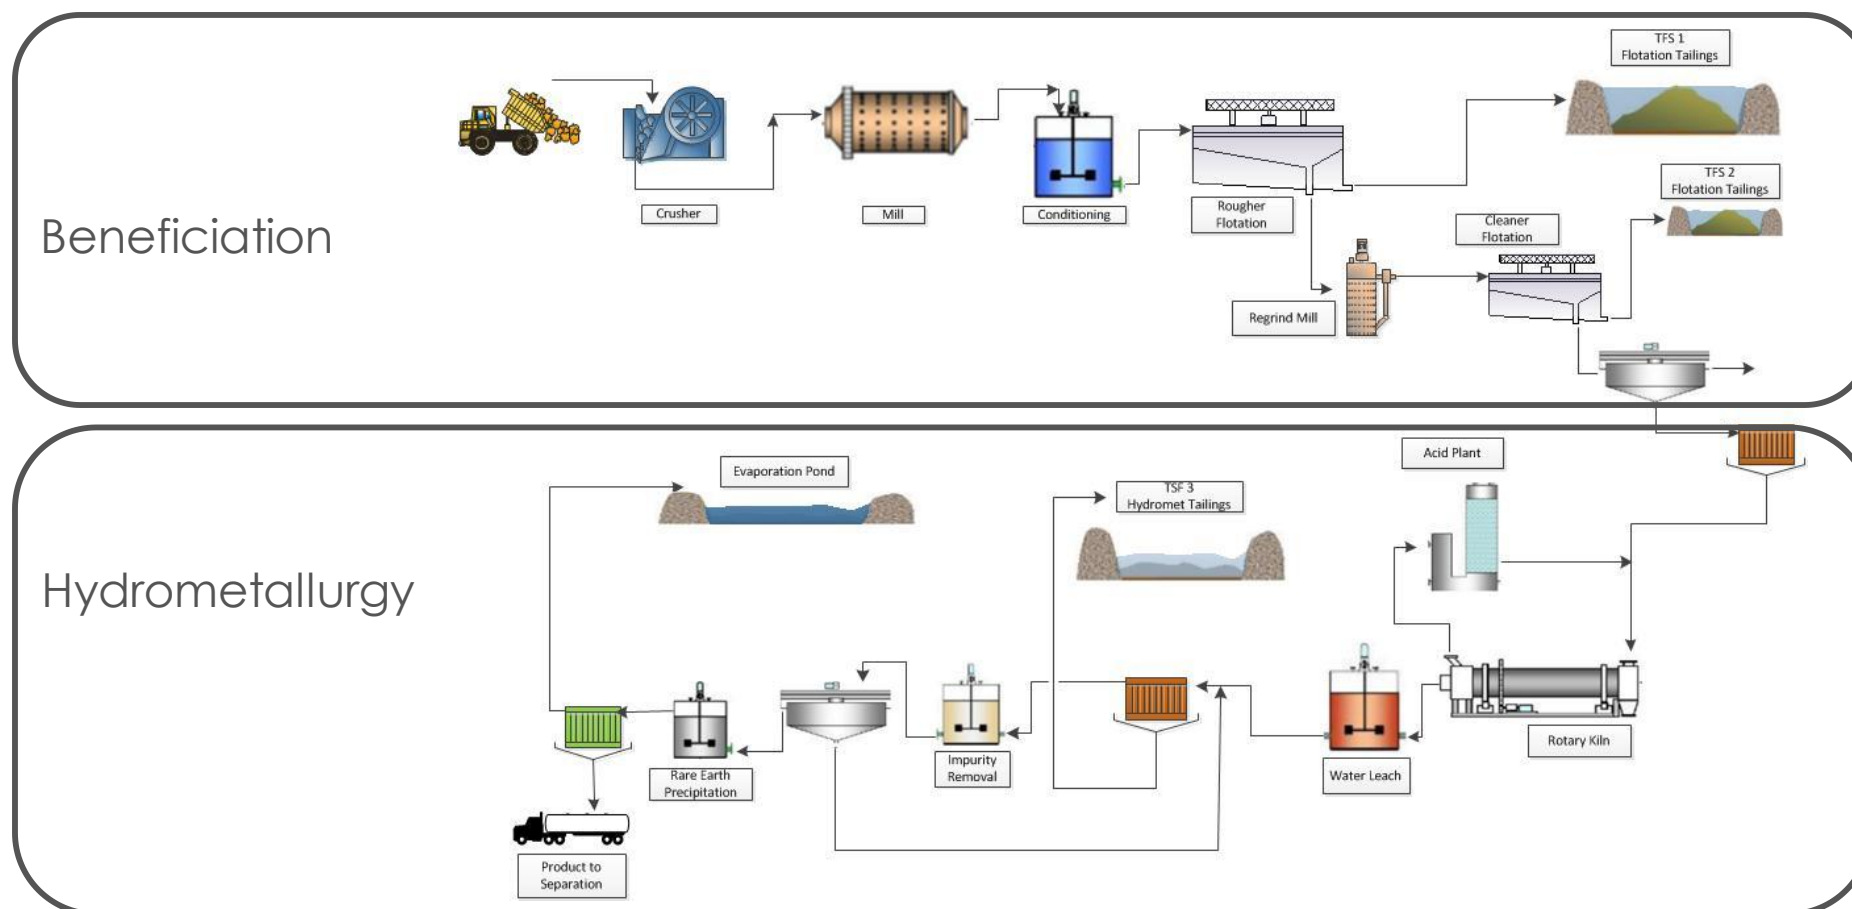 TFS 1
Flotation Tailings
TFS 2
Flotation Tailings
Crusher
Mill
Conditioning
Rougher
Flotation
Cleaner
Flotation
Beneficiation
Regrind Mill
Acid Plant
Evaporation Pond
TSF 3
Hydromet Tailings
Hydrometallurgy
Rotary Kiln
Impurity
Removal
Water Leach
Rare Earth
Precipitation
Product to
Separation